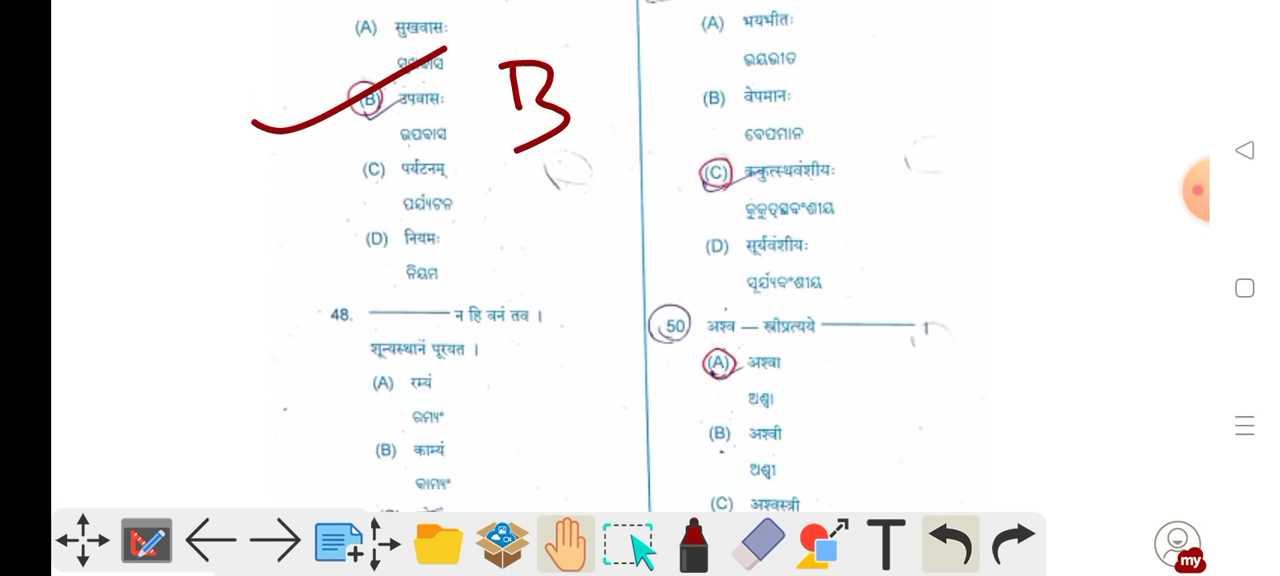 (A) सुखवासः
(B) उपवासः
ଉପବାସ
(C) पर्यटनम्
ପର୍ଯ୍ୟଟନ
(D) नियमः
ନିୟମ
B
48. ———— न हि वनं तव ।
शून्यस्थानं पूरयत ।
(A) रम्यं
ରମ୍ୟଂ
(B) काम्यं
କାମ୍ୟଂ
(A) भयभीतः
ଭୟଭୀତ
(B) वेपमानः
ବେପମାନ
(C) ककुत्स्थवंशीयः
କୁକୁତ୍ସ୍ଥବଂଶୀୟ
(D) सूर्यवंशीयः
ସୂର୍ଯ୍ୟବଂଶୀୟ
50 अश्व — स्त्रीप्रत्यये ———— ।
(A) अश्वा
ଅଶ୍ୱା
(B) अश्वी
ଅଶ୍ୱୀ
(C) अश्वस्त्री
T
my